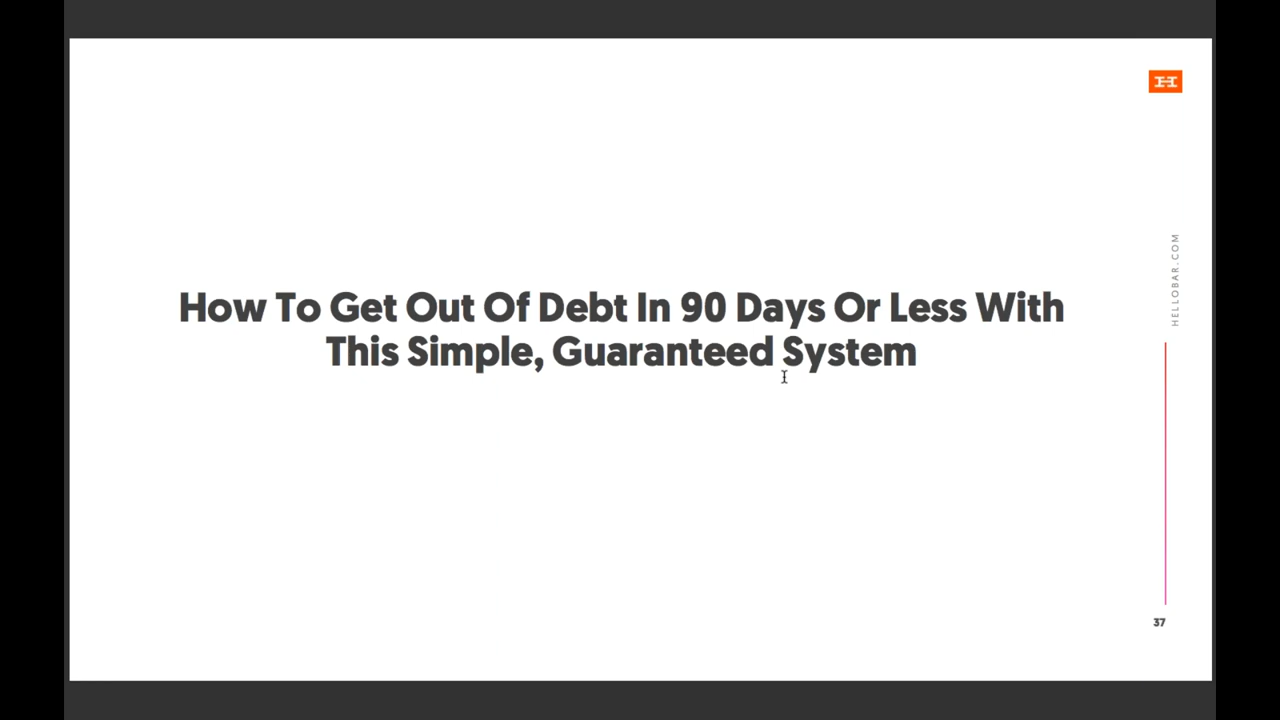 H
HELLOBAR.COM
How To Get Out Of Debt In 90 Days Or Less With
This Simple, Guaranteed System
37